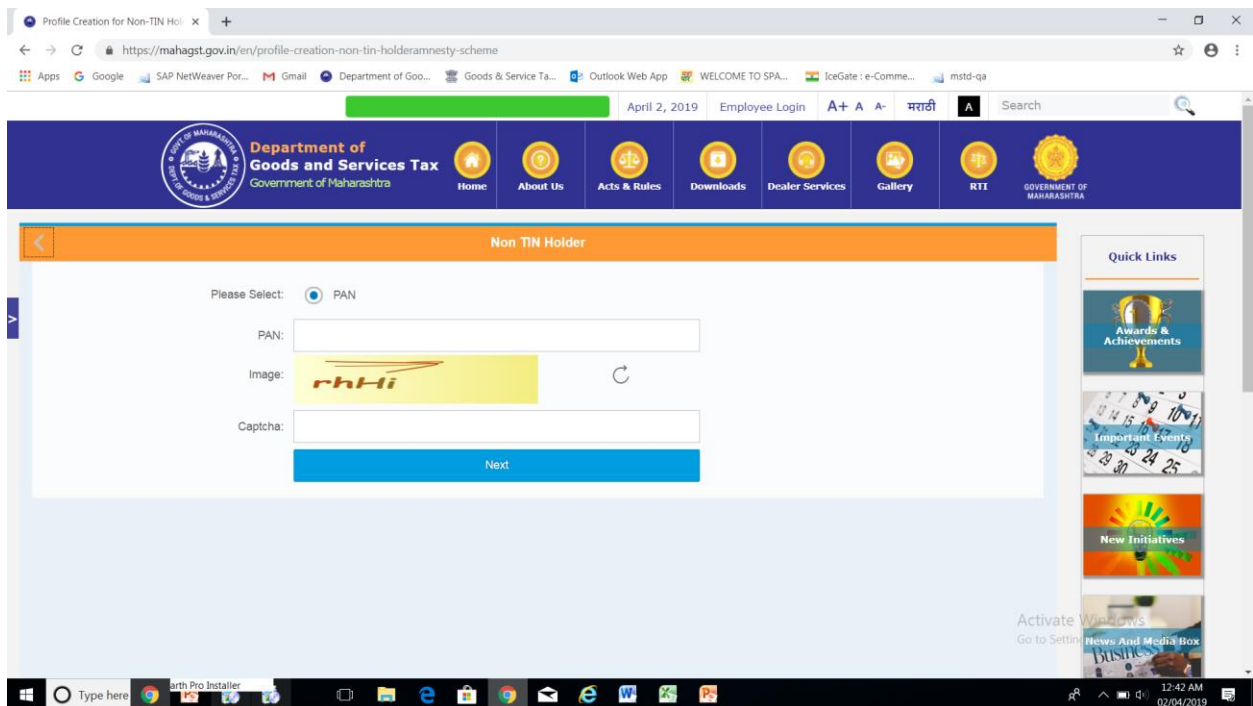 Profile Creation for Non-TIN Hol
https://mahagst.gov.in/en/profile-creation-non-tin-holderamnesty-scheme
Apps Google SAP NetWeaver Por... Gmail Department of Goo... Goods & Service Ta... Outlook Web App WELCOME TO SPA... IceGate : e-Comme... mstd-qa
April 2, 2019 Employee Login A+ A A- मराठी A Search
Department of
Goods and Services Tax
Government of Maharashtra
Home About Us Acts & Rules Downloads Dealer Services Gallery RTI
GOVERNMENT OF
MAHARASHTRA
Non TIN Holder
Quick Links
Please Select: PAN
PAN:
Image: rhHi
Captcha:
Next
Awards &
Achievements
Important Events
New Initiatives
News And Media Box
Activate Windows
Go to Settin
Type here
arth Pro Installer
12:42 AM
02/04/2019